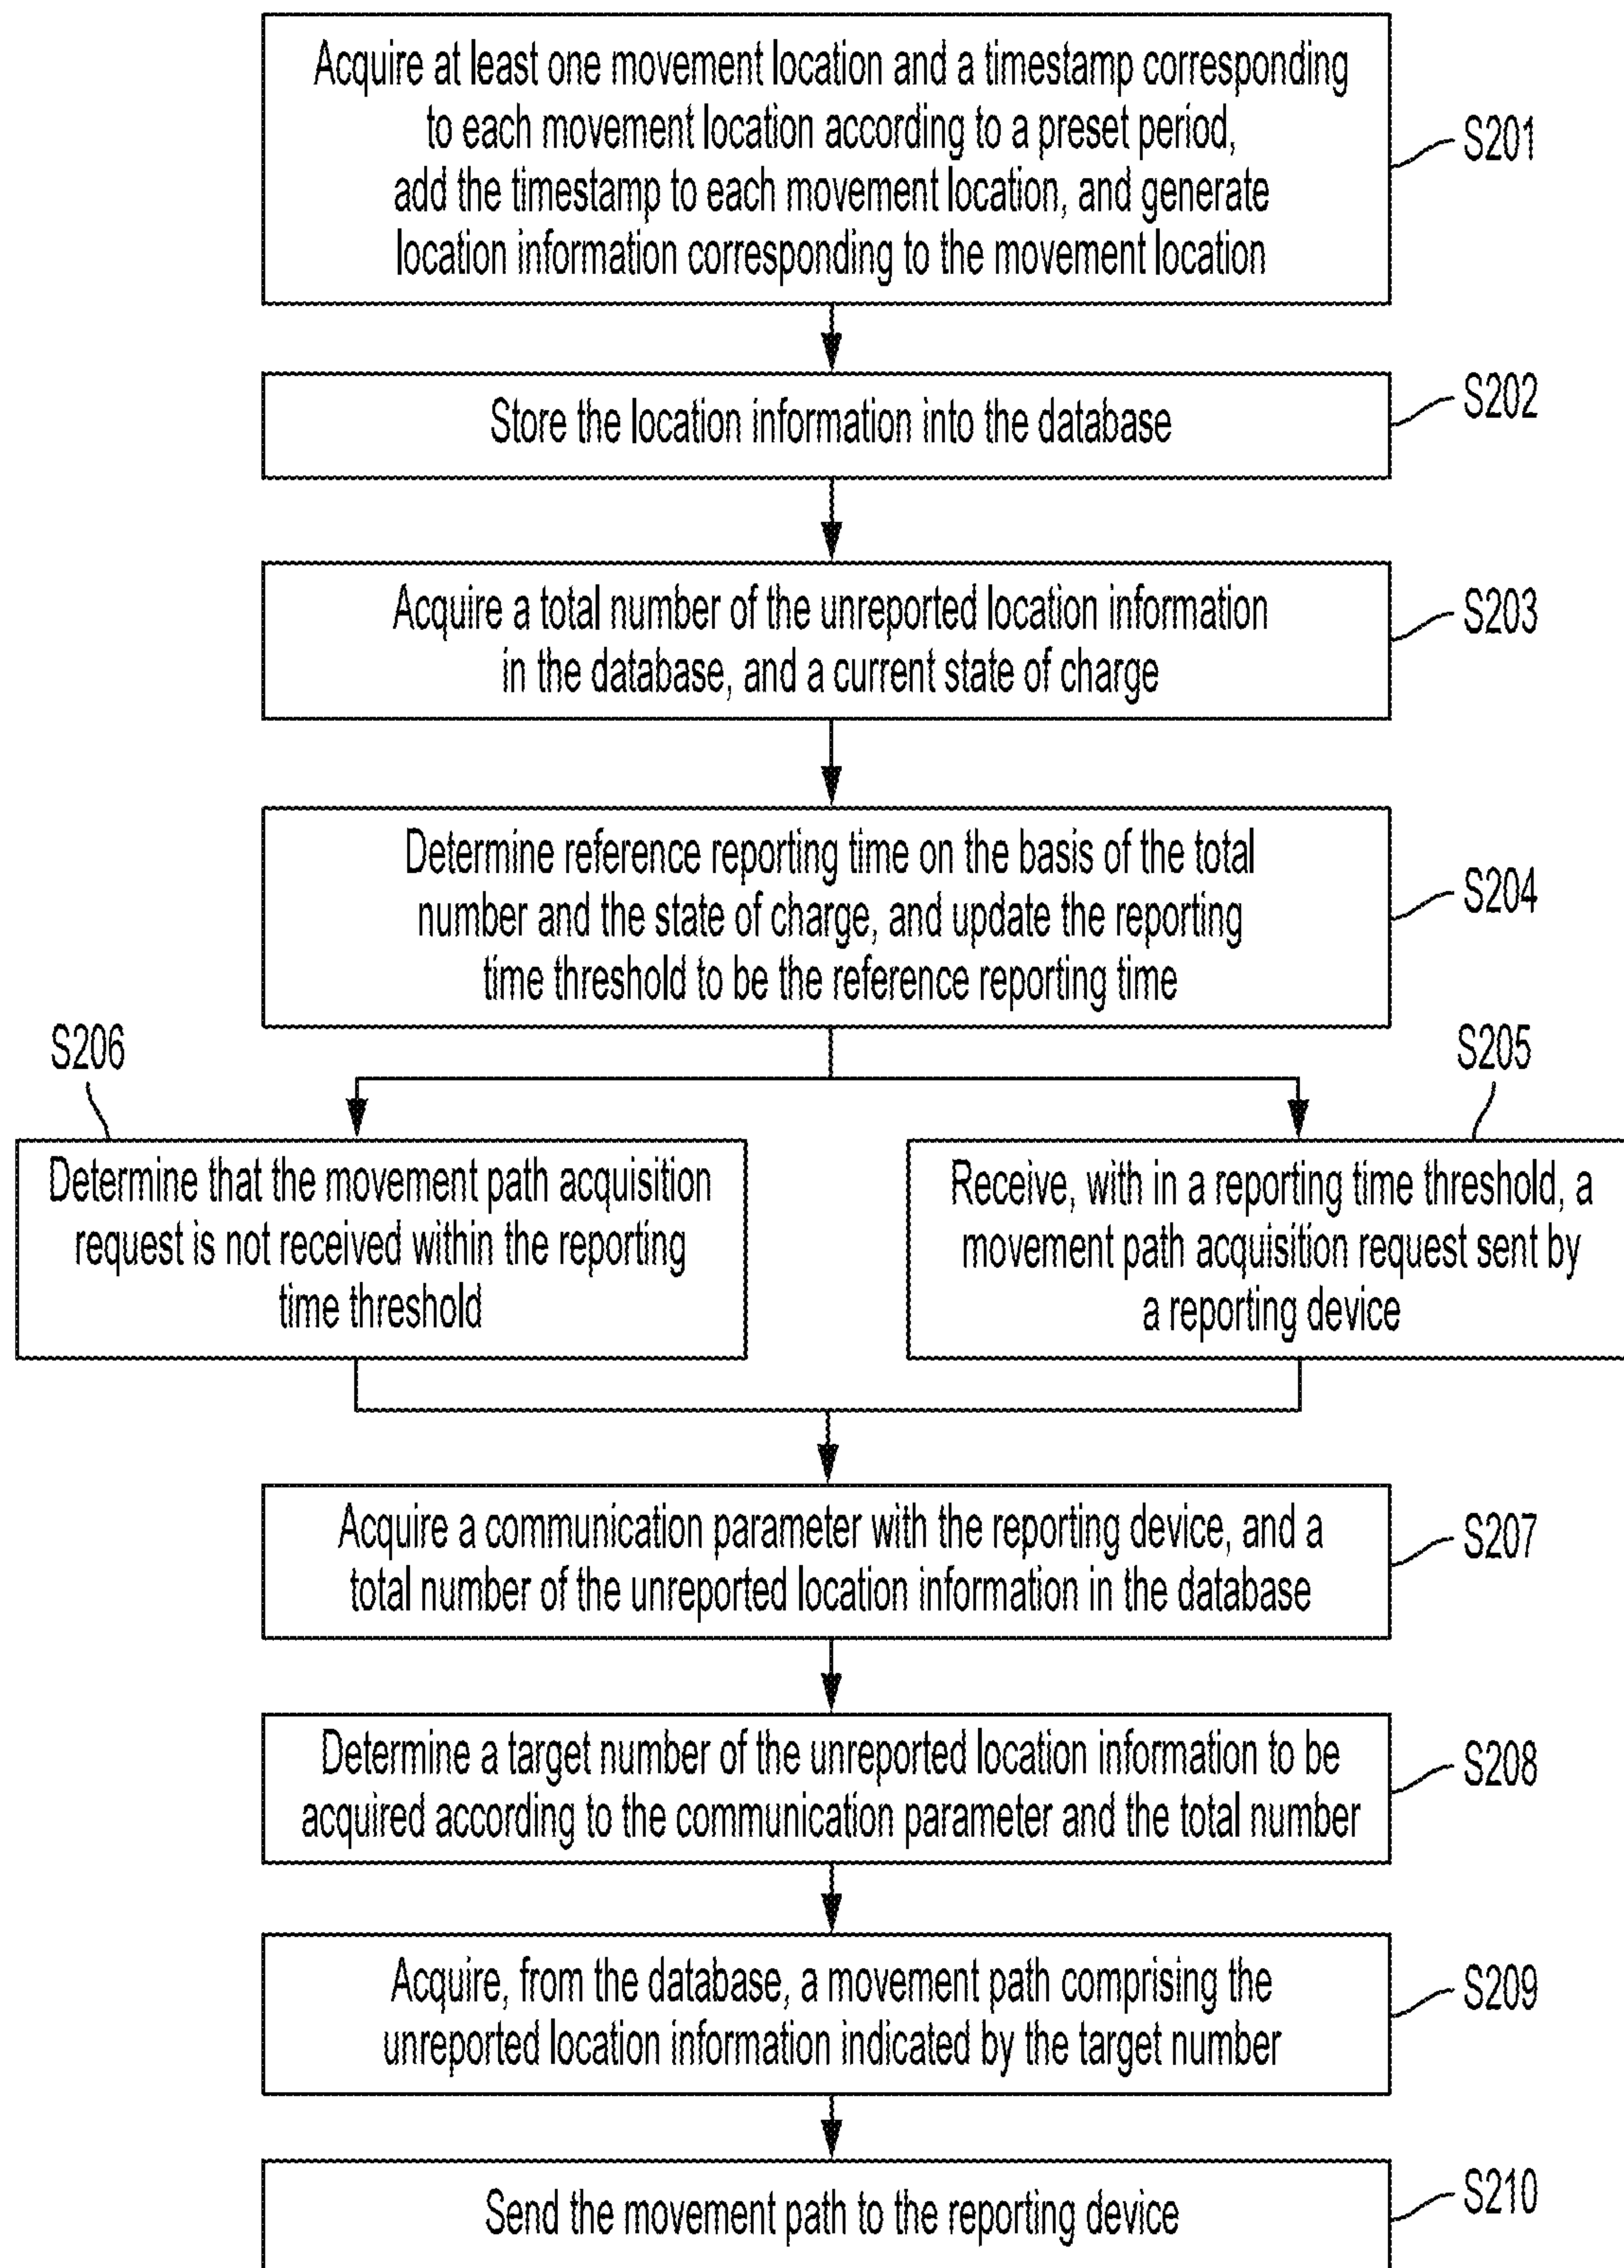 Acquire at least one movement location and a timestamp corresponding
to each movement location according to a preset period,
add the timestamp to each movement location, and generate
location information corresponding to the movement location
S201
Store the location information into the database
S202
Acquire a total number of the unreported location information
in the database, and a current state of charge
S203
Determine reference reporting time on the basis of the total
number and the state of charge, and update the reporting
time threshold to be the reference reporting time
S204
S206
Determine that the movement path acquisition
request is not received within the reporting
time threshold
S205
Receive, with in a reporting time threshold, a
movement path acquisition request sent by
a reporting device
Acquire a communication parameter with the reporting device, and a
total number of the unreported location information in the database
S207
Determine a target number of the unreported location information to be
acquired according to the communication parameter and the total number
S208
Acquire, from the database, a movement path comprising the
unreported location information indicated by the target number
S209
Send the movement path to the reporting device
S210